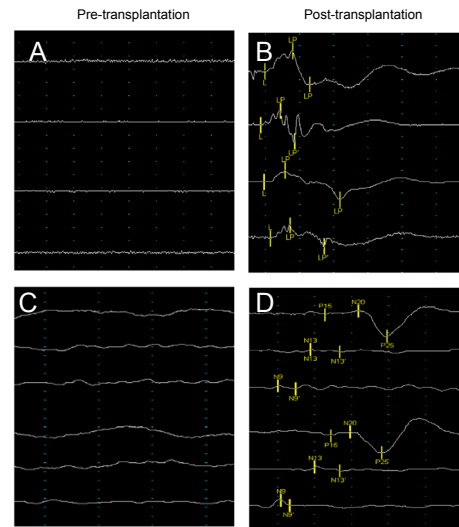 Pre-transplantation
Post-transplantation
A
B
LP
L
LP
LP
L
LP'
LP
L
LP
LP
L
LP'
LP'
C
D
P15
N20
P25
N13
N13
N13'
N9
N9'
N20
P15
P25
N13
N13'
N9
N9'